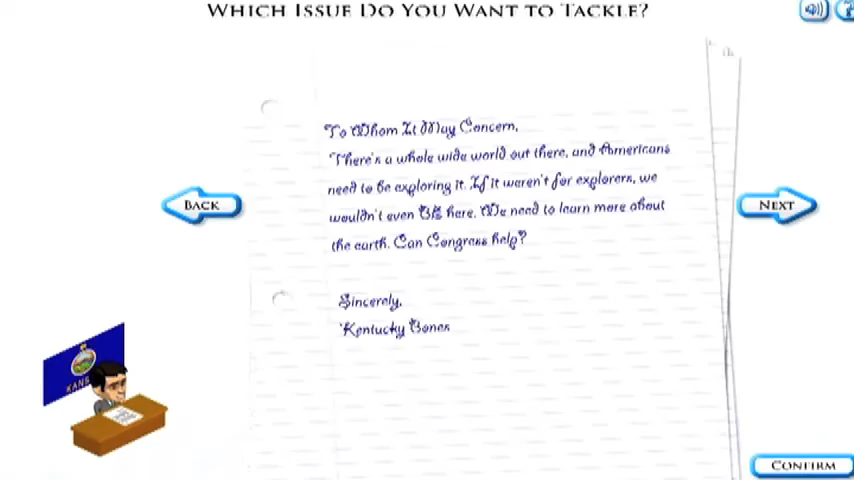 WHICH ISSUE DO YOU WANT TO TACKLE?
To Whom It May Concern,
There's a whole wide world out there, and Americans
need to be exploring it. If it weren't for explorers, we
wouldn't even BE here. We need to learn more about
the earth. Can Congress help?
Sincerely,
Kentucky Bones
BACK
NEXT
KANS
CONFIRM